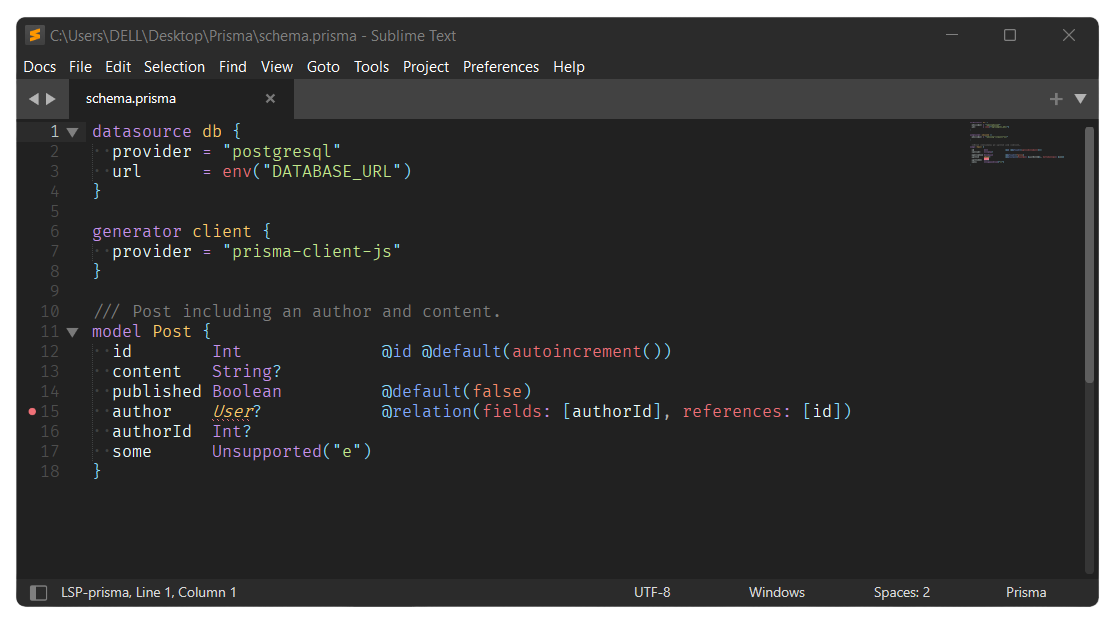 C:\Users\DELL\Desktop\Prisma\schema.prisma - Sublime Text
Docs File Edit Selection Find View Goto Tools Project Preferences Help
schema.prisma
1 datasource db {
2   provider = "postgresql"
3   url      = env("DATABASE_URL")
4 }
5
6 generator client {
7   provider = "prisma-client-js"
8 }
9
10 /// Post including an author and content.
11 model Post {
12   id        Int              @id @default(autoincrement())
13   content   String?
14   published Boolean          @default(false)
15   author    User?            @relation(fields: [authorId], references: [id])
16   authorId  Int?
17   some      Unsupported("e")
18 }
LSP-prisma, Line 1, Column 1 UTF-8 Windows Spaces: 2 Prisma